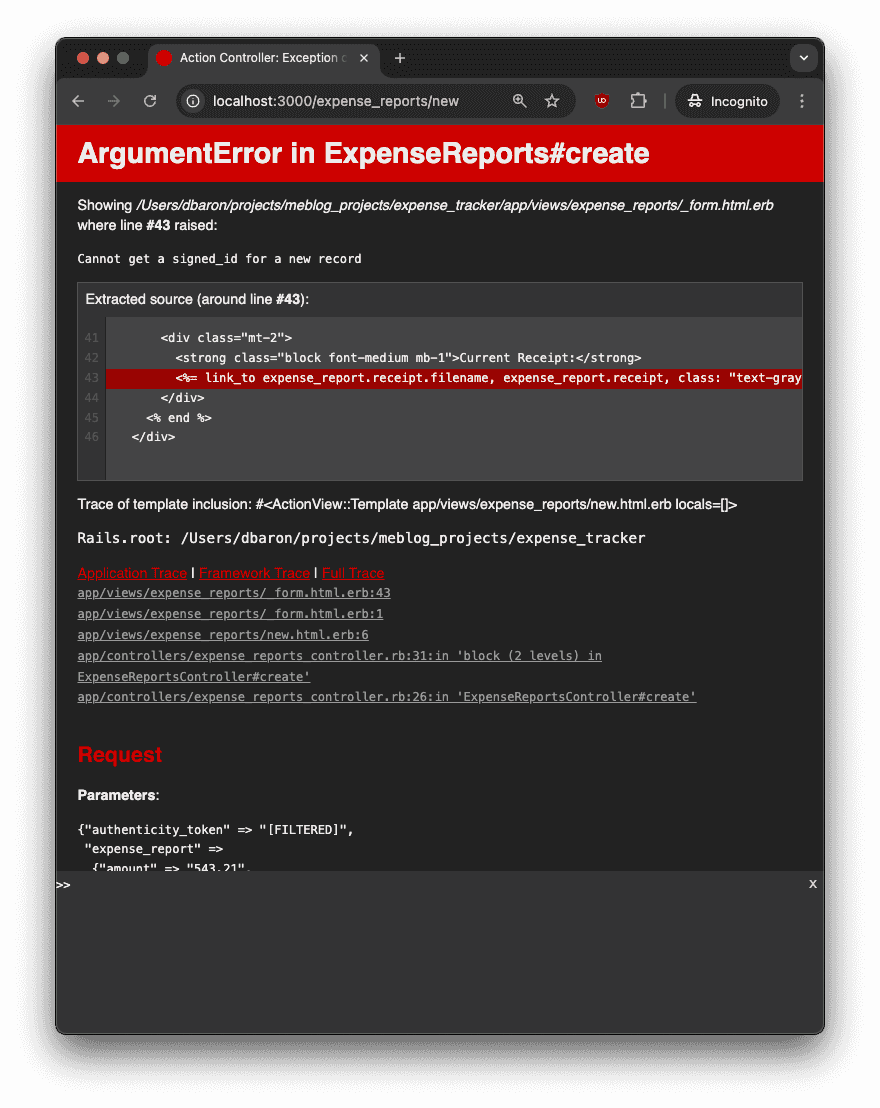 Action Controller: Exception
localhost:3000/expense_reports/new
Incognito
ArgumentError in ExpenseReports#create
Showing /Users/dbaron/projects/meblog_projects/expense_tracker/app/views/expense_reports/_form.html.erb
where line #43 raised:
Cannot get a signed_id for a new record
Extracted source (around line #43):
41 <div class="mt-2">
42 <strong class="block font-medium mb-1">Current Receipt:</strong>
43 <%= link_to expense_report.receipt.filename, expense_report.receipt, class: "text-gray
44 </div>
45 <% end %>
46 </div>
Trace of template inclusion: #<ActionView::Template app/views/expense_reports/new.html.erb locals=[]>
Rails.root: /Users/dbaron/projects/meblog_projects/expense_tracker
Application Trace | Framework Trace | Full Trace
app/views/expense_reports/_form.html.erb:43
app/views/expense_reports/_form.html.erb:1
app/views/expense_reports/new.html.erb:6
app/controllers/expense_reports_controller.rb:31:in 'block (2 levels) in
ExpenseReportsController#create'
app/controllers/expense_reports_controller.rb:26:in 'ExpenseReportsController#create'
Request
Parameters:
{"authenticity_token" => "[FILTERED]",
"expense_report" =>
{"amount" => "543.21",
>>
x